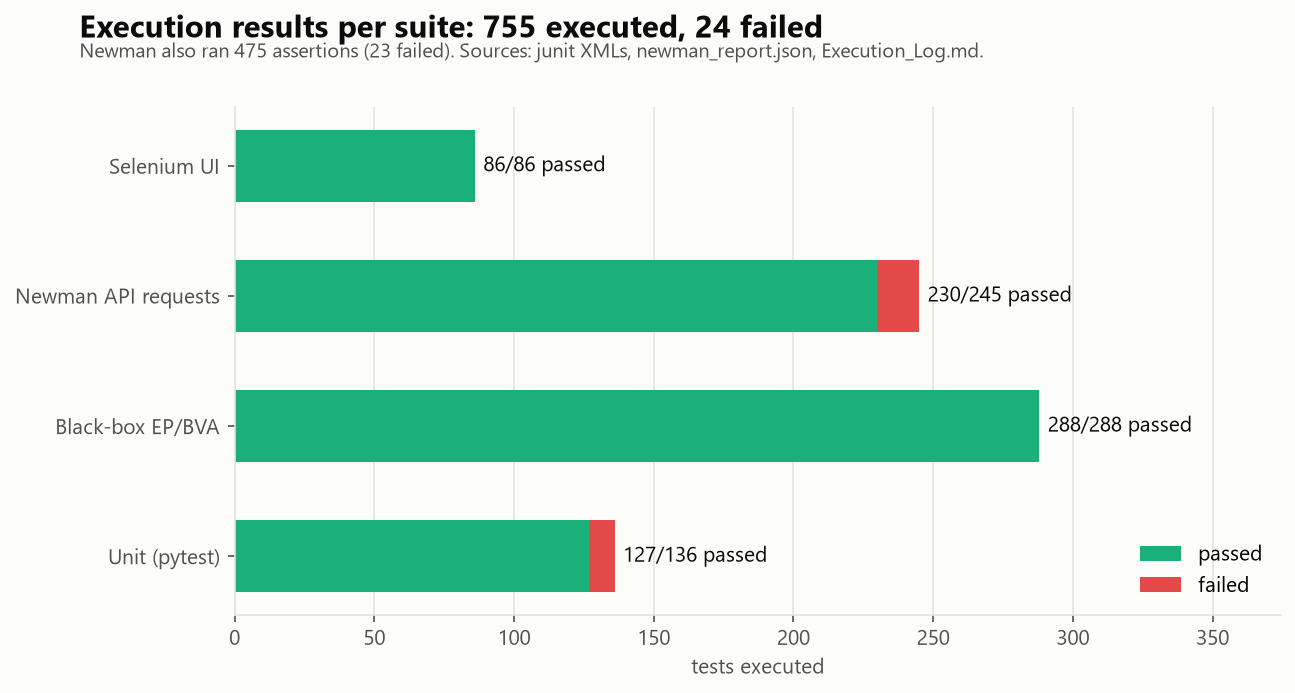 Execution results per suite: 755 executed, 24 failed
Newman also ran 475 assertions (23 failed). Sources: junit XMLs, newman_report.json, Execution_Log.md.
Selenium UI
86/86 passed
Newman API requests
230/245 passed
Black-box EP/BVA
288/288 passed
Unit (pytest)
127/136 passed
passed
failed
0 50 100 150 200 250 300 350
tests executed